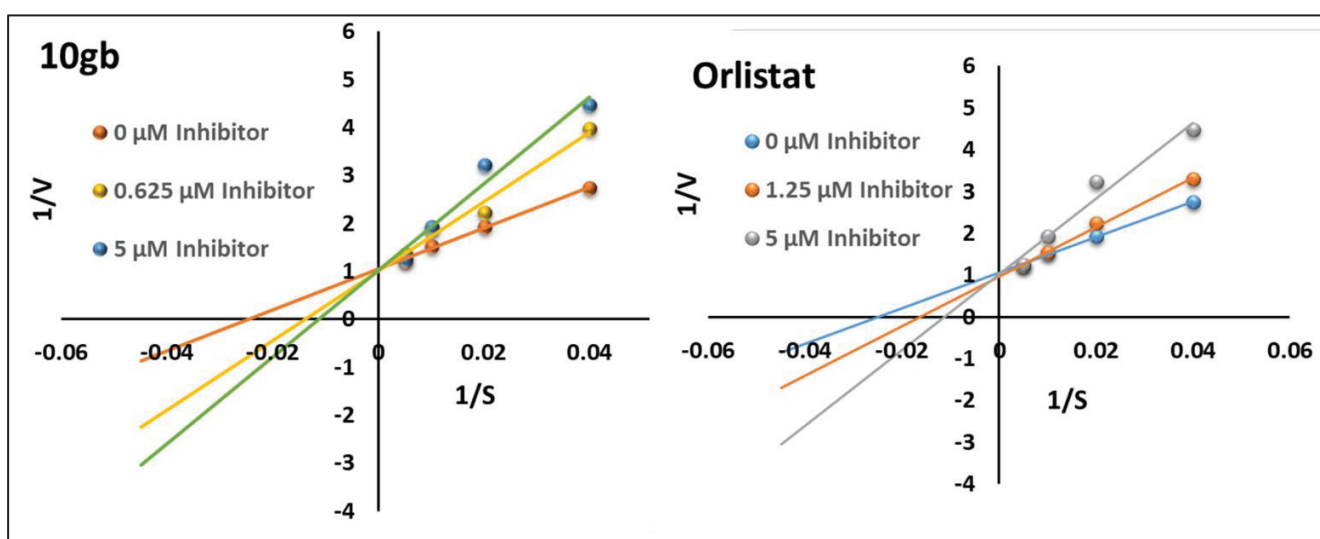 10gb
0 μM Inhibitor
0.625 μM Inhibitor
5 μM Inhibitor
1/V
6
5
4
3
2
1
0
-1
-2
-3
-4
-0.06
-0.04
-0.02
0
0.02
0.04
1/S
Orlistat
0 μM Inhibitor
1.25 μM Inhibitor
5 μM Inhibitor
1/V
6
5
4
3
2
1
0
-1
-2
-3
-4
-0.06
-0.04
-0.02
0
0.02
0.04
0.06
1/S